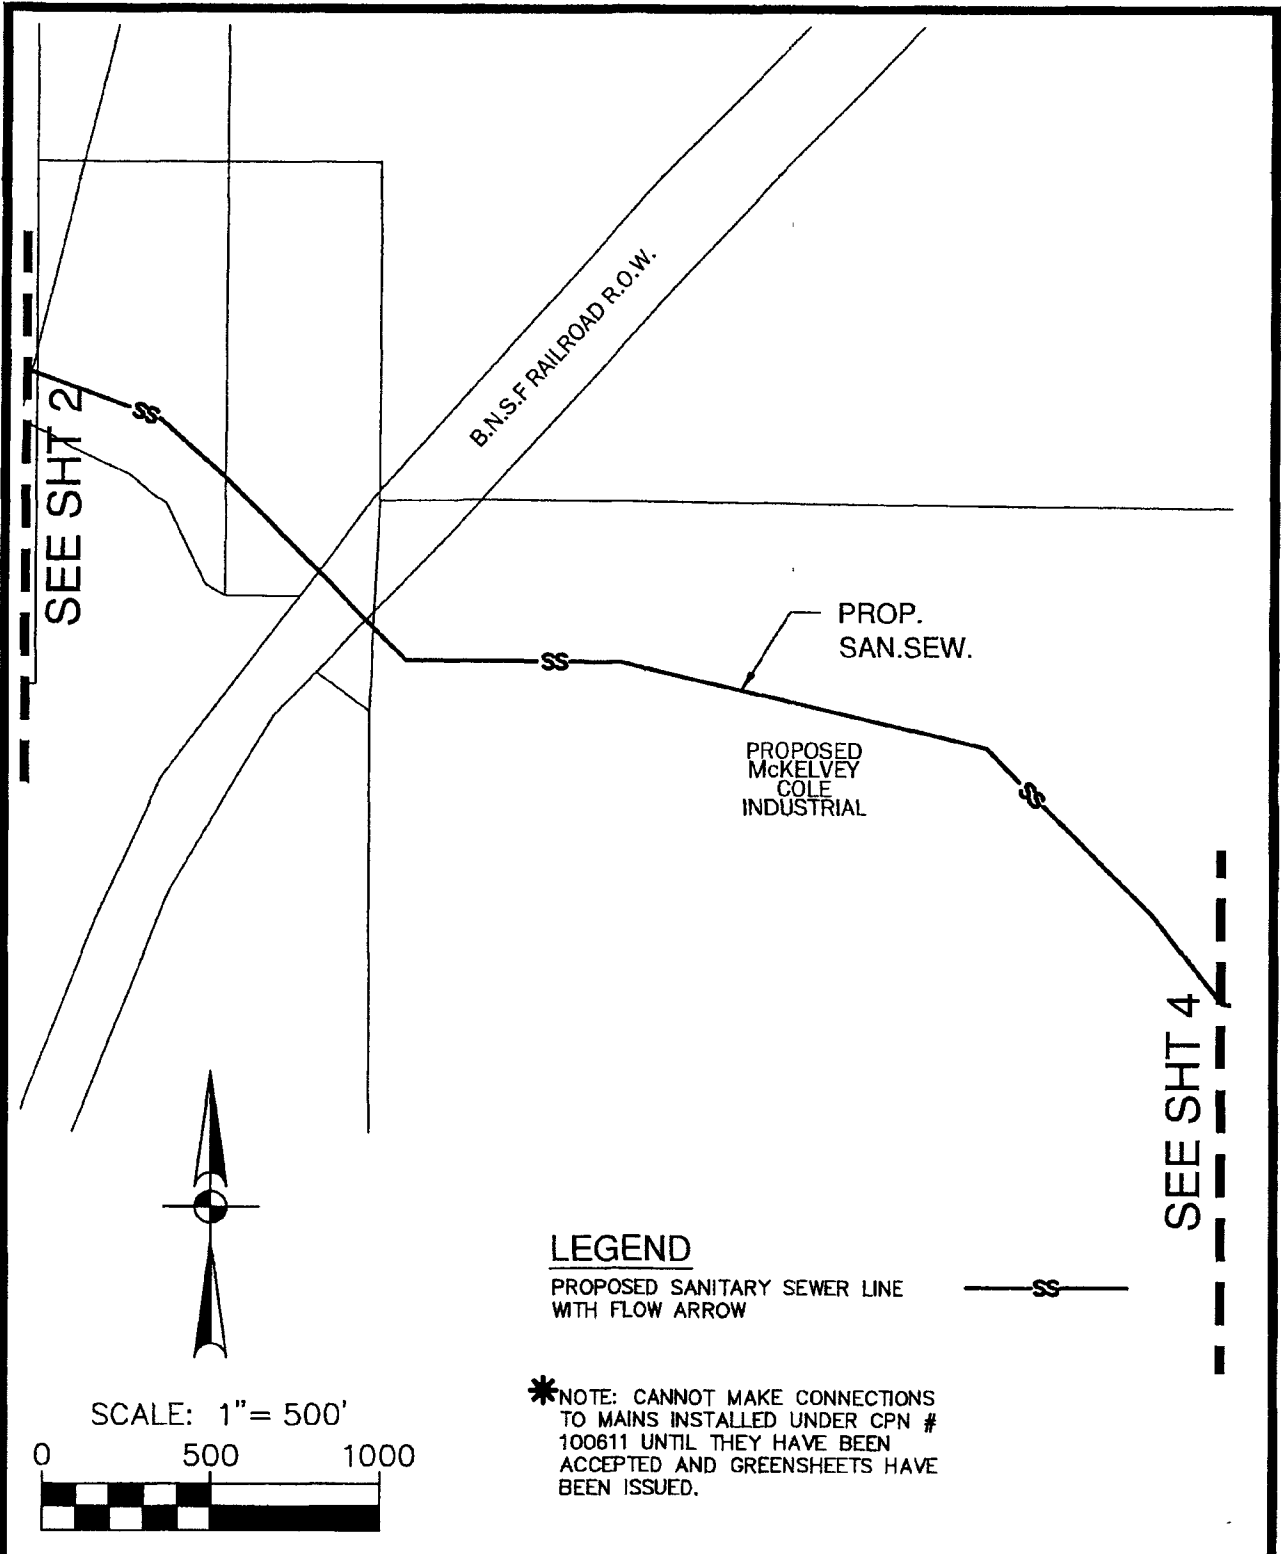 B.N.S.F RAILROAD R.O.W.
SS
SEE SHT 2
PROP.
SAN.SEW.
SS
PROPOSED
McKELVEY
COLE
INDUSTRIAL
SS
SEE SHT 4
LEGEND
PROPOSED SANITARY SEWER LINE
WITH FLOW ARROW
SS
SCALE: 1"= 500'
0 500 1000
✱NOTE: CANNOT MAKE CONNECTIONS
TO MAINS INSTALLED UNDER CPN #
100611 UNTIL THEY HAVE BEEN
ACCEPTED AND GREENSHEETS HAVE
BEEN ISSUED.